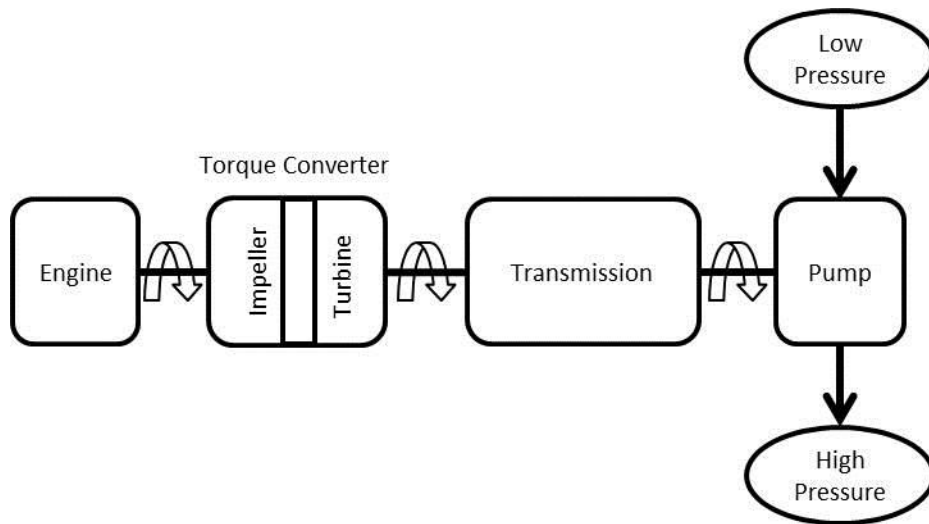 Low
Pressure
Torque Converter
Engine
Impeller
Turbine
Transmission
Pump
High
Pressure